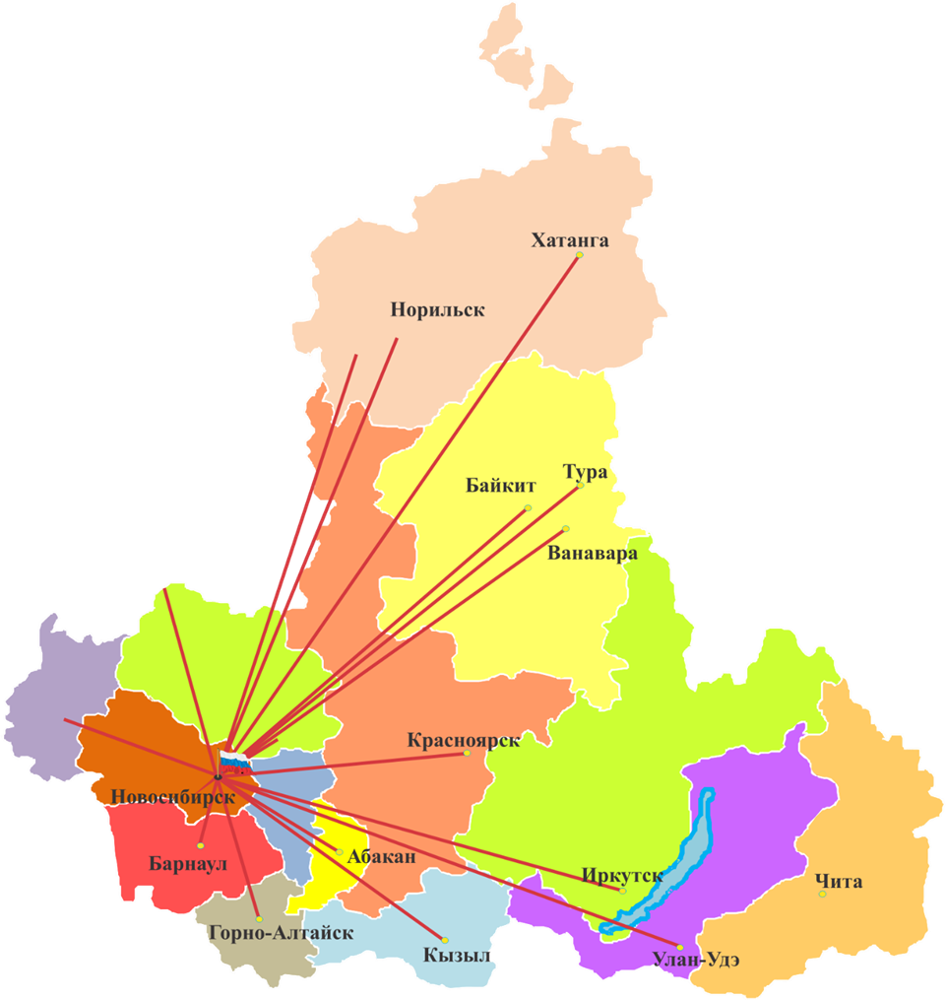 Хатанга
Норильск
Тура
Байкит
Ванавара
Красноярск
Новосибирск
Абакан
Барнаул
Иркутск
Чита
Горно-Алтайск
Кызыл
Улан-Удэ